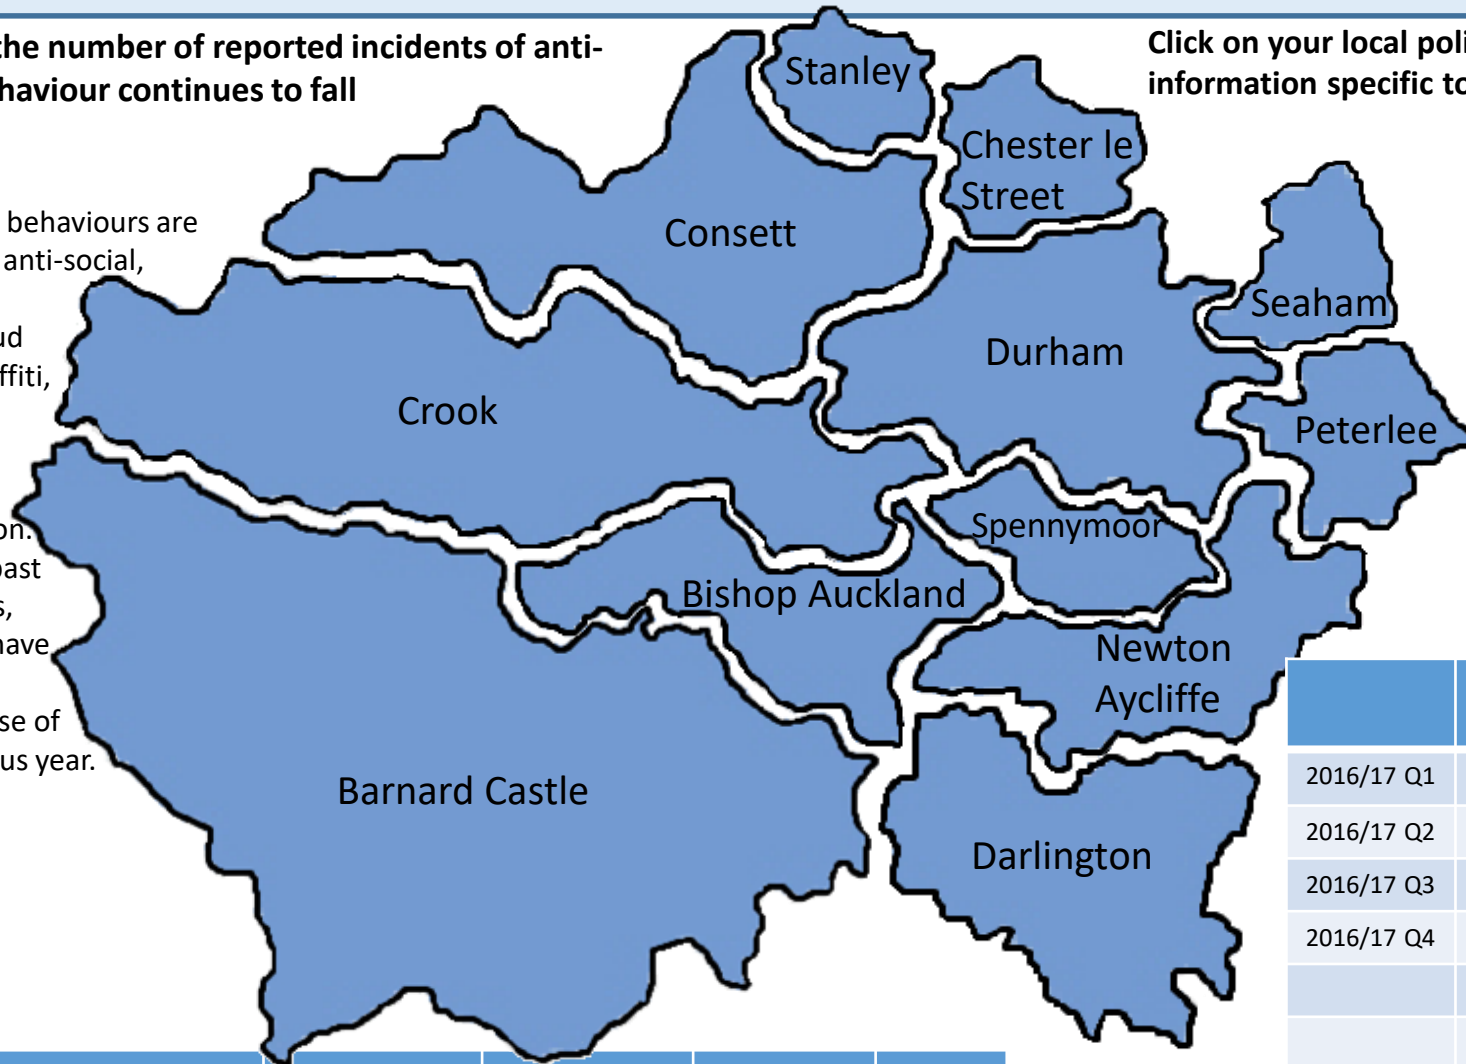 the number of reported incidents of anti-
haviour continues to fall
Click on your local poli
information specific to
behaviours are
anti-social,
ud
ffiti,
on.
past
s,
have
se of
us year.
Stanley
Chester le
Street
Consett
Seaham
Durham
Crook
Peterlee
Spennymoor
Bishop Auckland
Newton
Aycliffe
Barnard Castle
Darlington
2016/17 Q1
2016/17 Q2
2016/17 Q3
2016/17 Q4